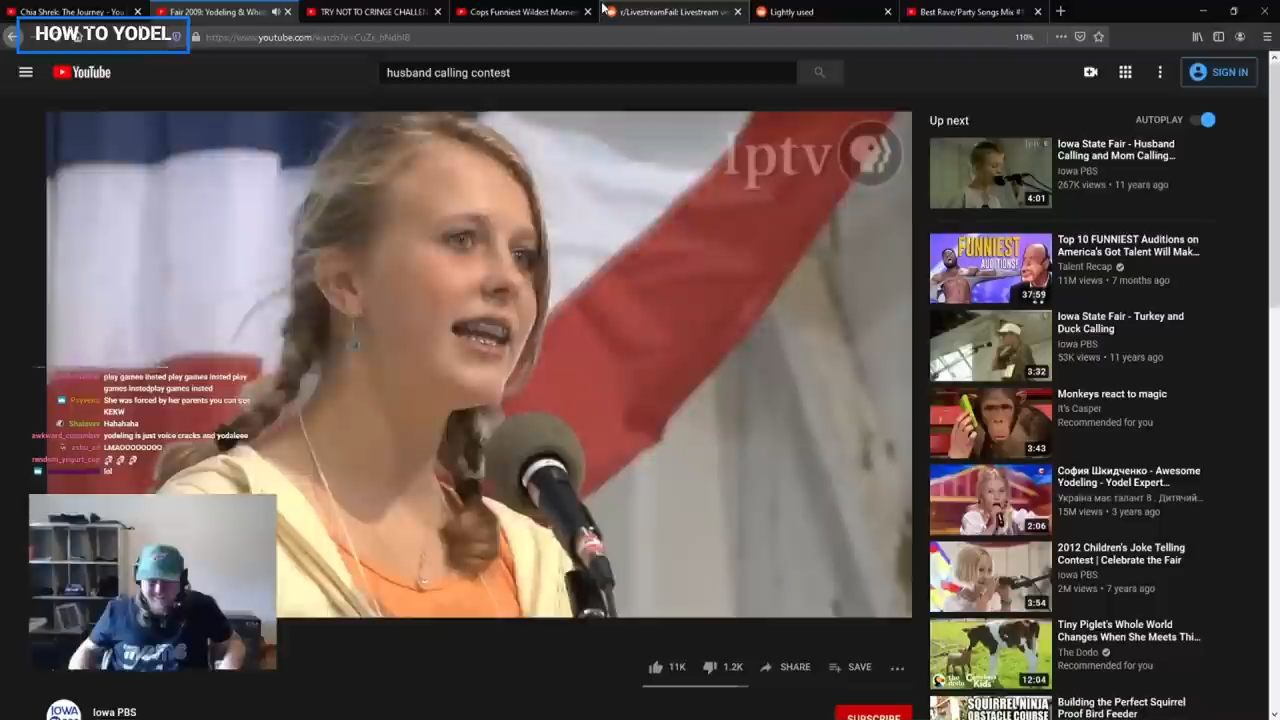 Chia Shrek: The Journey - You
Fair 2009: Yodeling & Whis
TRY NOT TO CRINGE CHALLEN
Cops Funniest Wildest Momen
r/LivestreamFail: Livestream
Lightly used
Best Rave/Party Songs Mix #
HOW TO YODEL
110%
YouTube
husband calling contest
SIGN IN
Iptv
play games insted play games insted play
games instedplay games insted
She was forced by her parents you can see
KEKW
Hahahaha
yodeling is just voice cracks and yodaleee
LMAOOOOOOOO
lol
11K
1.2K
SHARE
SAVE
IOWA
Iowa PBS
SUBSCRIBE
Up next
AUTOPLAY
Iowa State Fair - Husband
Calling and Mom Calling...
Iowa PBS
267K views • 11 years ago
4:01
FUNNIEST
AUDITIONS!
37:59
Top 10 FUNNIEST Auditions on
America's Got Talent Will Mak...
Talent Recap
11M views • 7 months ago
Iowa State Fair - Turkey and
Duck Calling
Iowa PBS
53K views • 11 years ago
3:32
Monkeys react to magic
It's Casper
Recommended for you
3:43
София Шкидченко - Awesome
Yodeling - Yodel Expert...
Україна має талант 8 . Дитячий...
15M views • 3 years ago
2:06
2012 Children's Joke Telling
Contest | Celebrate the Fair
Iowa PBS
2M views • 7 years ago
3:54
Tiny Piglet's Whole World
Changes When She Meets Thi...
The Dodo
Recommended for you
12:04
Building the Perfect Squirrel
Proof Bird Feeder
SQUIRREL NINJA
OBSTACLE COURSE